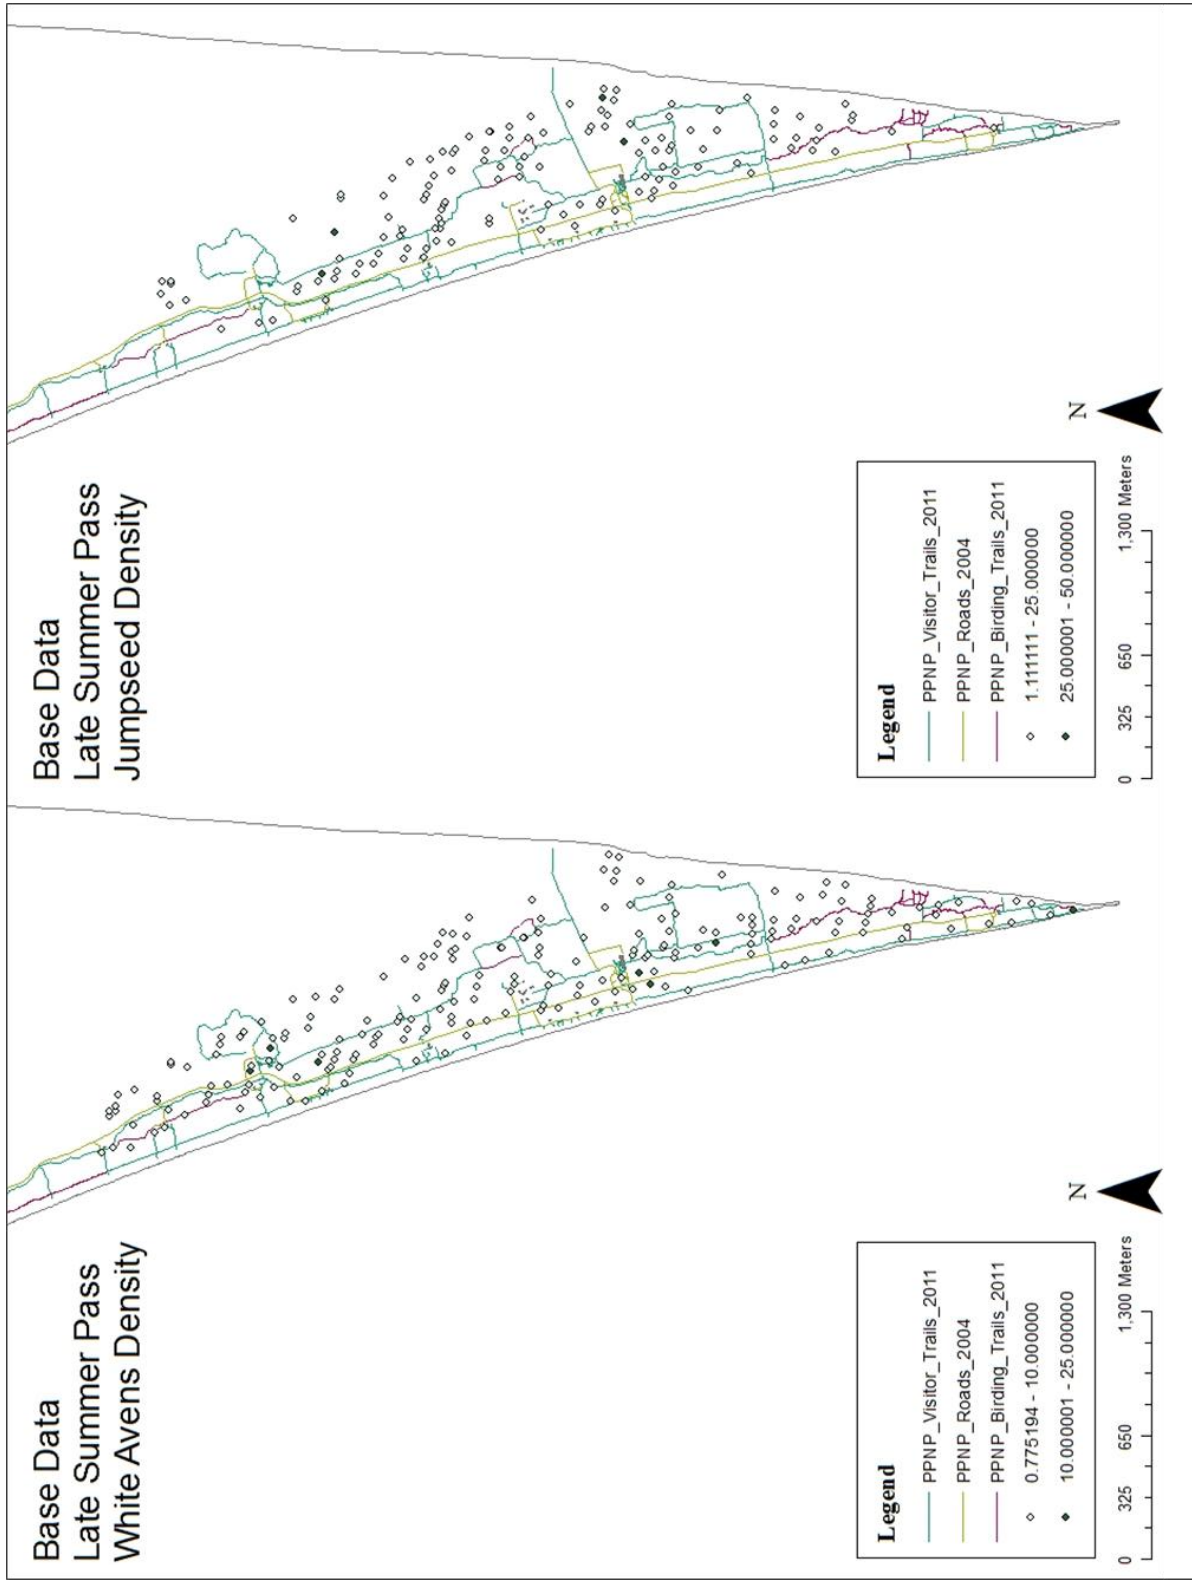 Base Data
Late Summer Pass
White Avens Density
Legend
PPNP_Visitor_Trails_2011
PPNP_Roads_2004
PPNP_Birding_Trails_2011
0.775194 - 10.000000
10.000001 - 25.000000
0 325 650 1,300 Meters
N
Base Data
Late Summer Pass
Jumpseed Density
Legend
PPNP_Visitor_Trails_2011
PPNP_Roads_2004
PPNP_Birding_Trails_2011
1.111111 - 25.000000
25.000001 - 50.000000
0 325 650 1,300 Meters
N